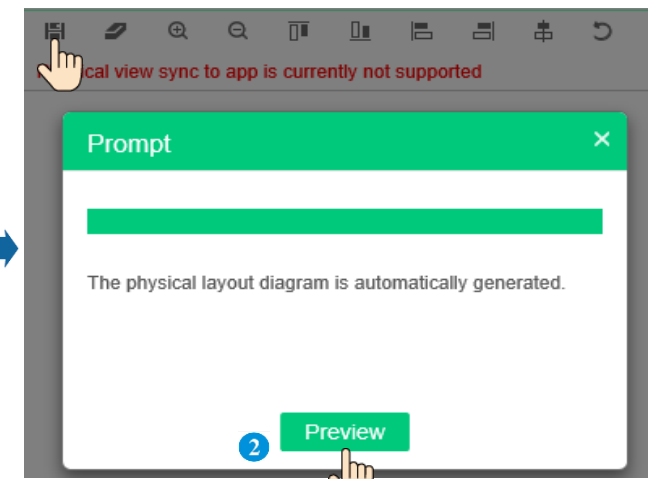 cal view sync to app is currently not supported
Prompt
The physical layout diagram is automatically generated.
2
Preview